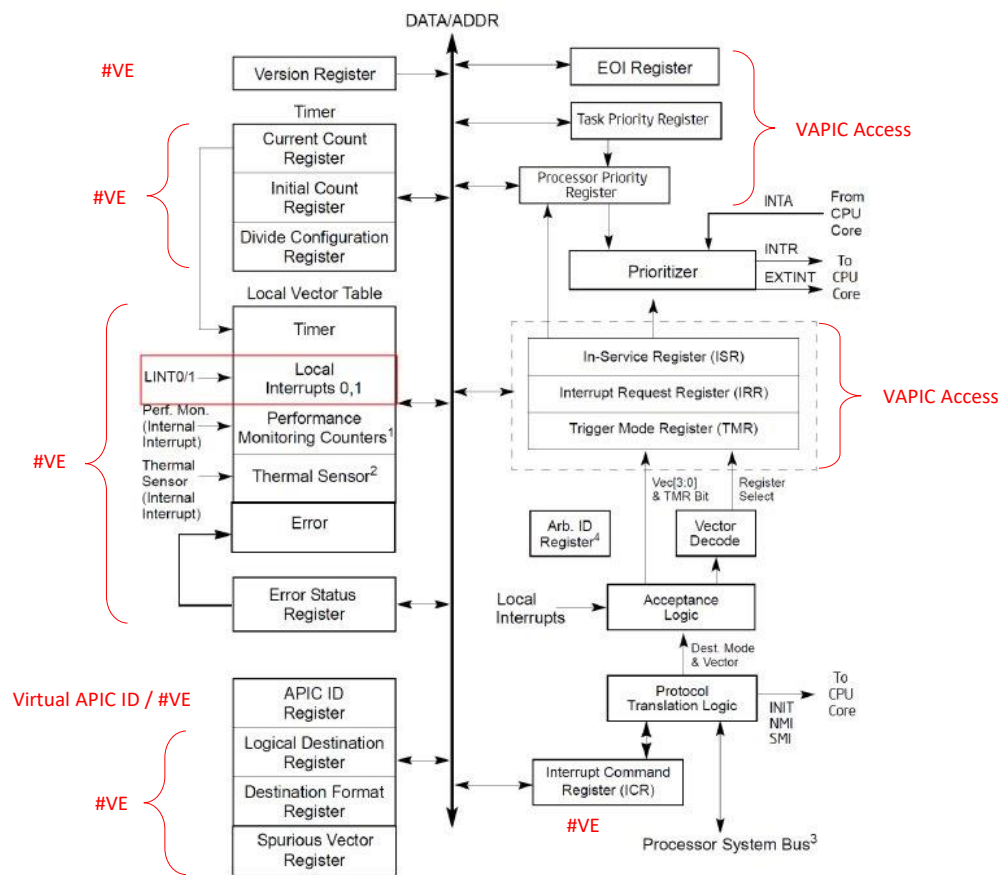 DATA/ADDR
#VE
Version Register
EOI Register
Timer
Task Priority Register
VAPIC Access
Current Count
Register
#VE
Initial Count
Register
Processor Priority
Register
Divide Configuration
Register
INTA
From
CPU
Core
Prioritizer
INTR
EXTINT
To
CPU
Core
Local Vector Table
Timer
LINT0/1
Local
Interrupts 0,1
In-Service Register (ISR)
Interrupt Request Register (IRR)
Trigger Mode Register (TMR)
VAPIC Access
Perf. Mon.
(Internal
Interrupt)
Performance
Monitoring Counters1
#VE
Thermal
Sensor
(Internal
Interrupt)
Thermal Sensor2
Vec[3:0]
& TMR Bit
Register
Select
Error
Arb. ID
Register4
Vector
Decode
Error Status
Register
Local
Interrupts
Acceptance
Logic
Dest. Mode
& Vector
Virtual APIC ID / #VE
APIC ID
Register
Protocol
Translation Logic
To
CPU
Core
INIT
NMI
SMI
Logical Destination
Register
#VE
Destination Format
Register
Interrupt Command
Register (ICR)
#VE
Spurious Vector
Register
Processor System Bus3